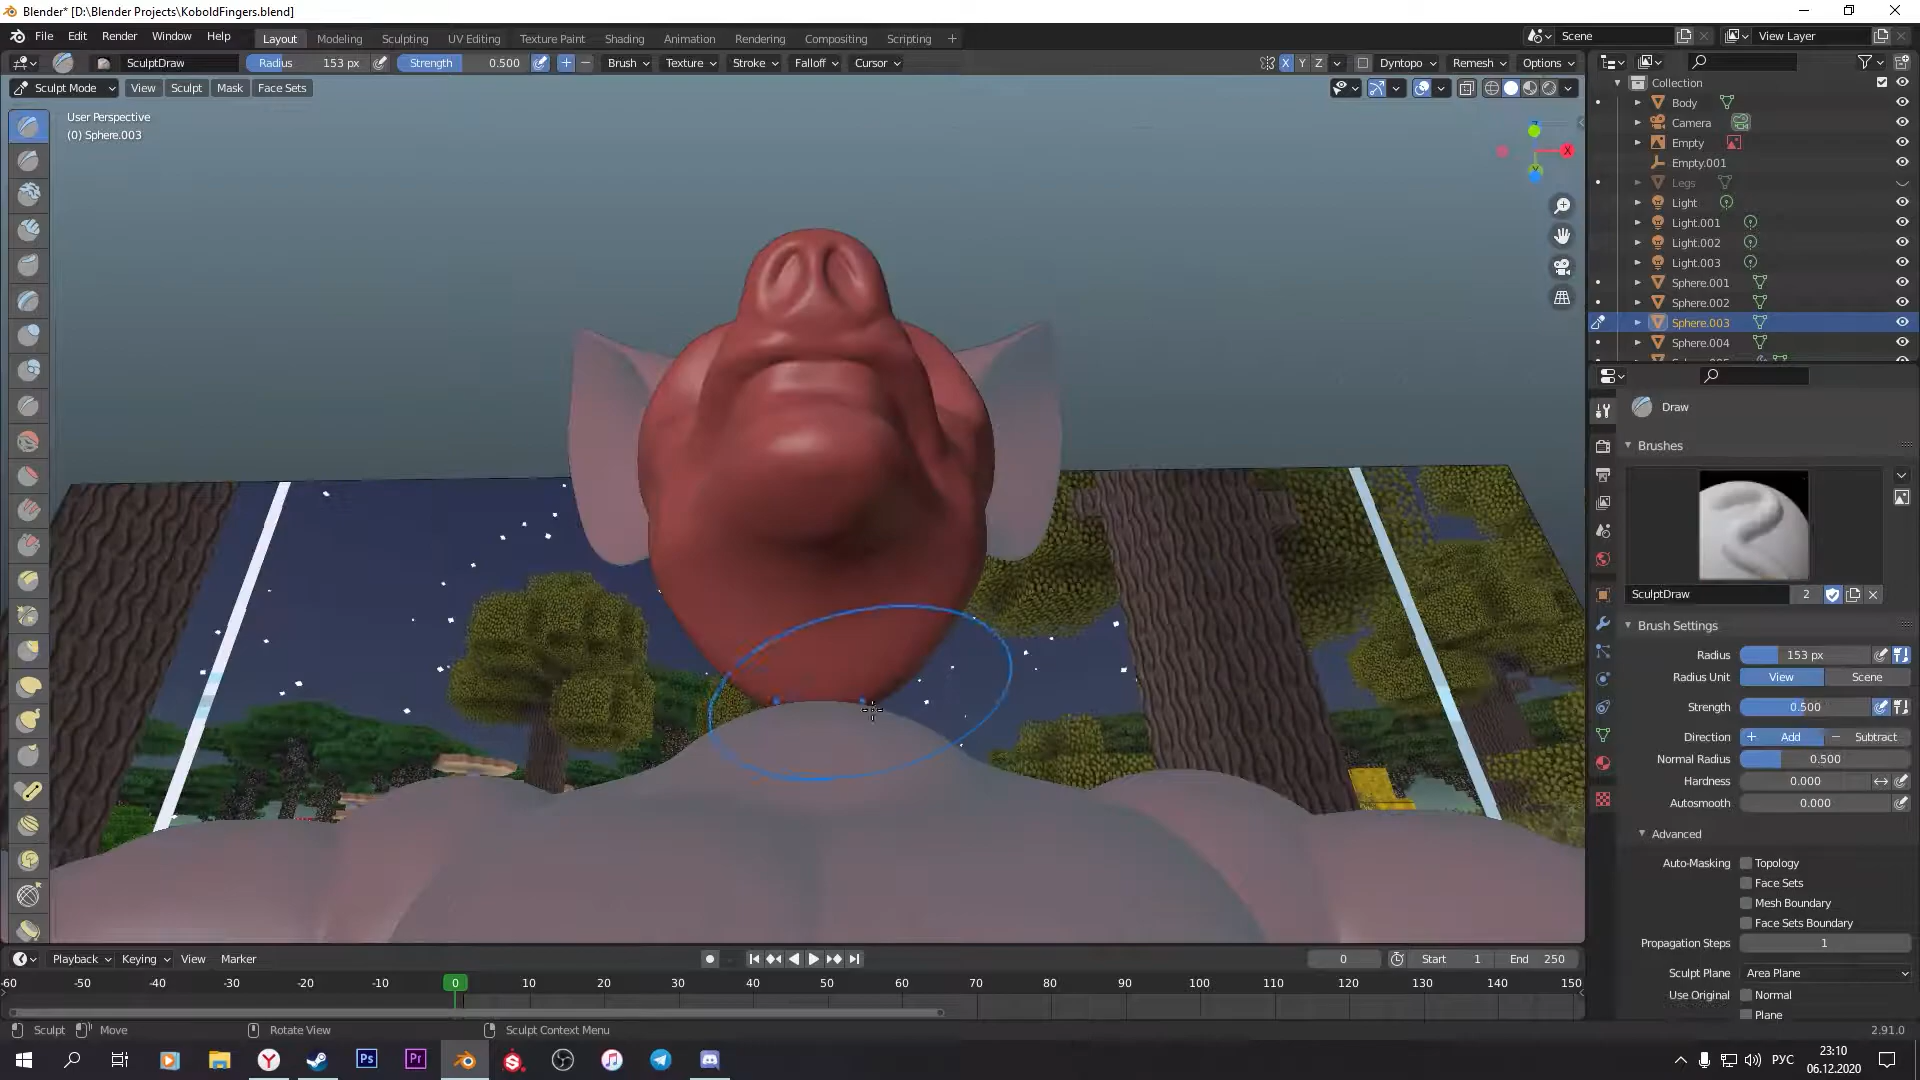 Blender* [D:\Blender Projects\KoboldFingers.blend]
File Edit Render Window Help
Layout Modeling Sculpting UV Editing Texture Paint Shading Animation Rendering Compositing Scripting +
Scene
View Layer
SculptDraw
Radius 153 px
Strength 0.500
Brush Texture Stroke Falloff Cursor
X Y Z
Dyntopo Remesh Options
Sculpt Mode View Sculpt Mask Face Sets
User Perspective
(0) Sphere.003
X
Collection
Body
Camera
Empty
Empty.001
Legs
Light
Light.001
Light.002
Light.003
Sphere.001
Sphere.002
Sphere.003
Sphere.004
Draw
Brushes
SculptDraw 2
Brush Settings
Radius 153 px
Radius Unit View Scene
Strength 0.500
Direction + Add − Subtract
Normal Radius 0.500
Hardness 0.000
Autosmooth 0.000
Advanced
Auto-Masking Topology
Face Sets
Mesh Boundary
Face Sets Boundary
Propagation Steps 1
Sculpt Plane Area Plane
Use Original Normal
Plane
Playback Keying View Marker
0 Start 1 End 250
-60 -50 -40 -30 -20 -10 0 10 20 30 40 50 60 70 80 90 100 110 120 130 140 150
Sculpt Move Rotate View Sculpt Context Menu
2.91.0
Ps Pr
РУС
23:10
06.12.2020